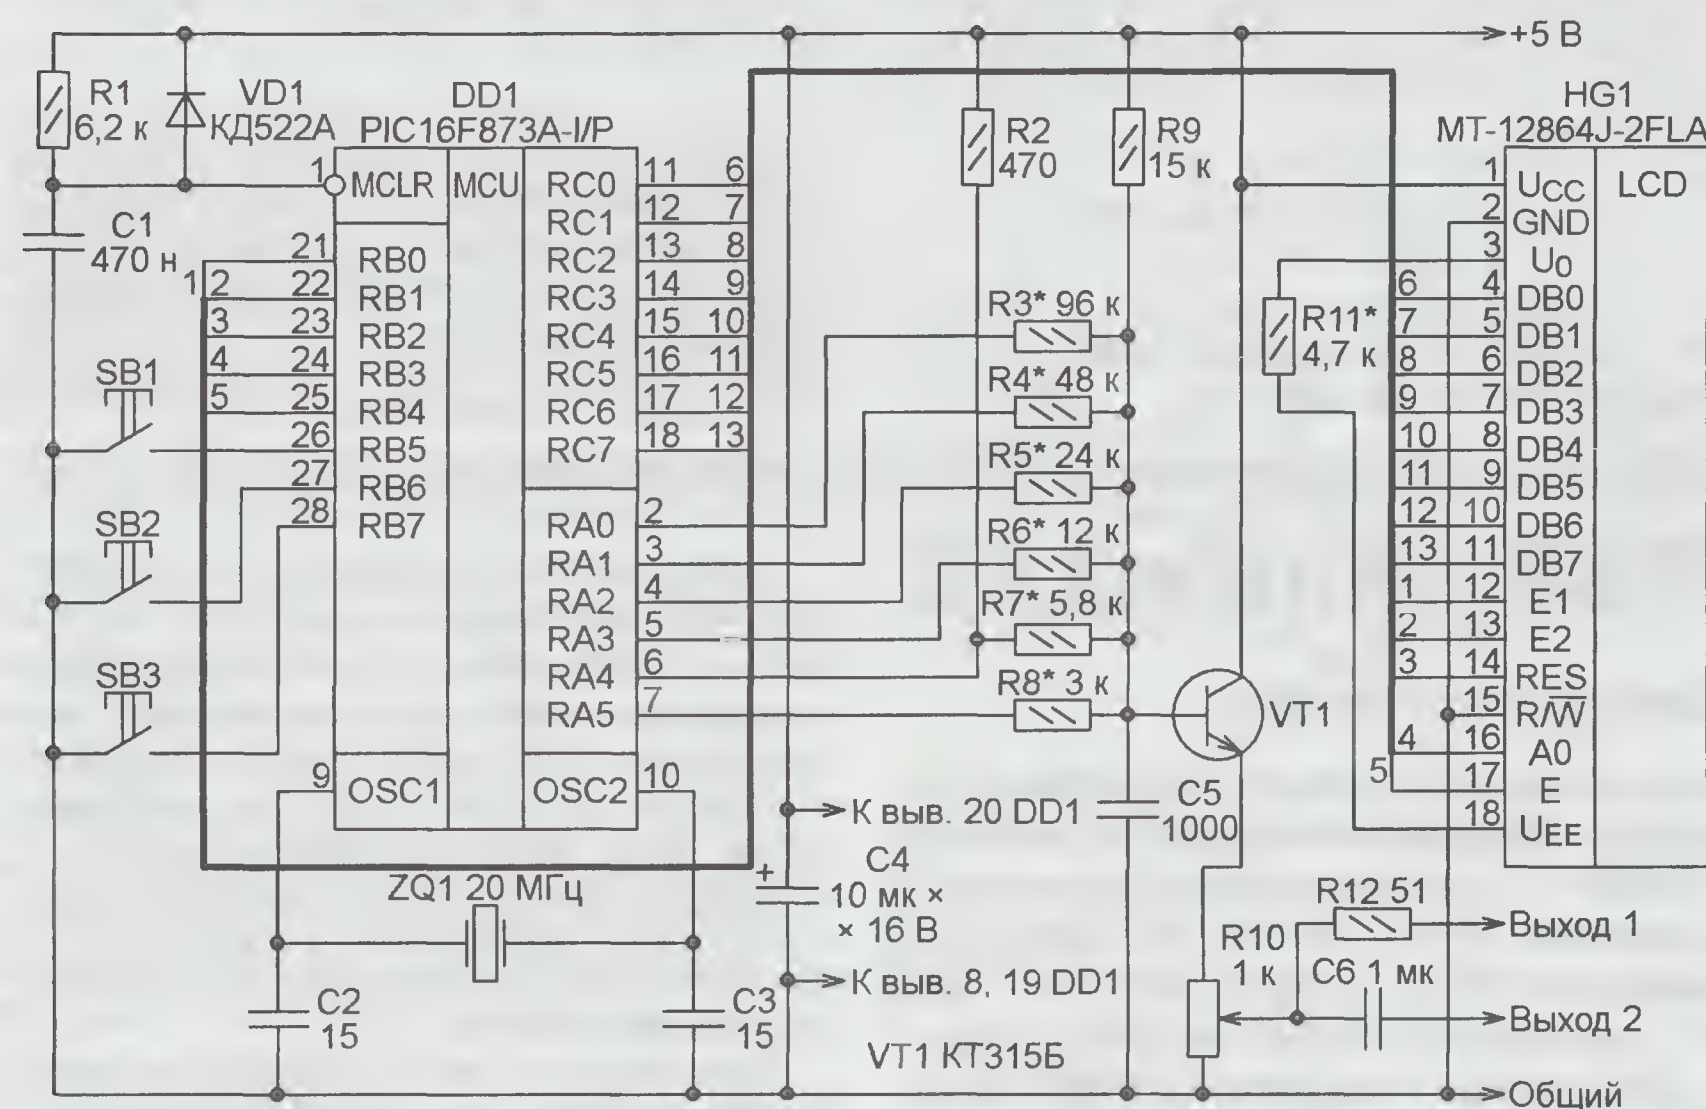 +5 В
R1
6,2 к
VD1
КД522А
DD1
PIC16F873A-I/P
R2
470
R9
15 к
HG1
MT-12864J-2FLA
C1
470 н
1
MCLR
MCU
RC0 11 6
RC1 12 7
RC2 13 8
RC3 14 9
RC4 15 10
RC5 16 11
RC6 17 12
RC7 18 13
21 RB0
1 2 22 RB1
3 23 RB2
4 24 RB3
5 25 RB4
26 RB5
27 RB6
28 RB7
SB1
SB2
SB3
RA0 2
RA1 3
RA2 4
RA3 5
RA4 6
RA5 7
9 OSC1
OSC2 10
R3* 96 к
R4* 48 к
R5* 24 к
R6* 12 к
R7* 5,8 к
R8* 3 к
R11*
4,7 к
VT1
1 UCC LCD
2 GND
3 U0
6 4 DB0
7 5 DB1
8 6 DB2
9 7 DB3
10 8 DB4
11 9 DB5
12 10 DB6
13 11 DB7
1 12 E1
2 13 E2
3 14 RES
15 R/W
4 16 A0
5 17 E
18 UEE
К выв. 20 DD1
C5
1000
+ C4
10 мк ×
× 16 В
ZQ1 20 МГц
К выв. 8, 19 DD1
C2
15
C3
15
VT1 КТ315Б
R10
1 к
R12 51
Выход 1
C6 1 мк
Выход 2
Общий